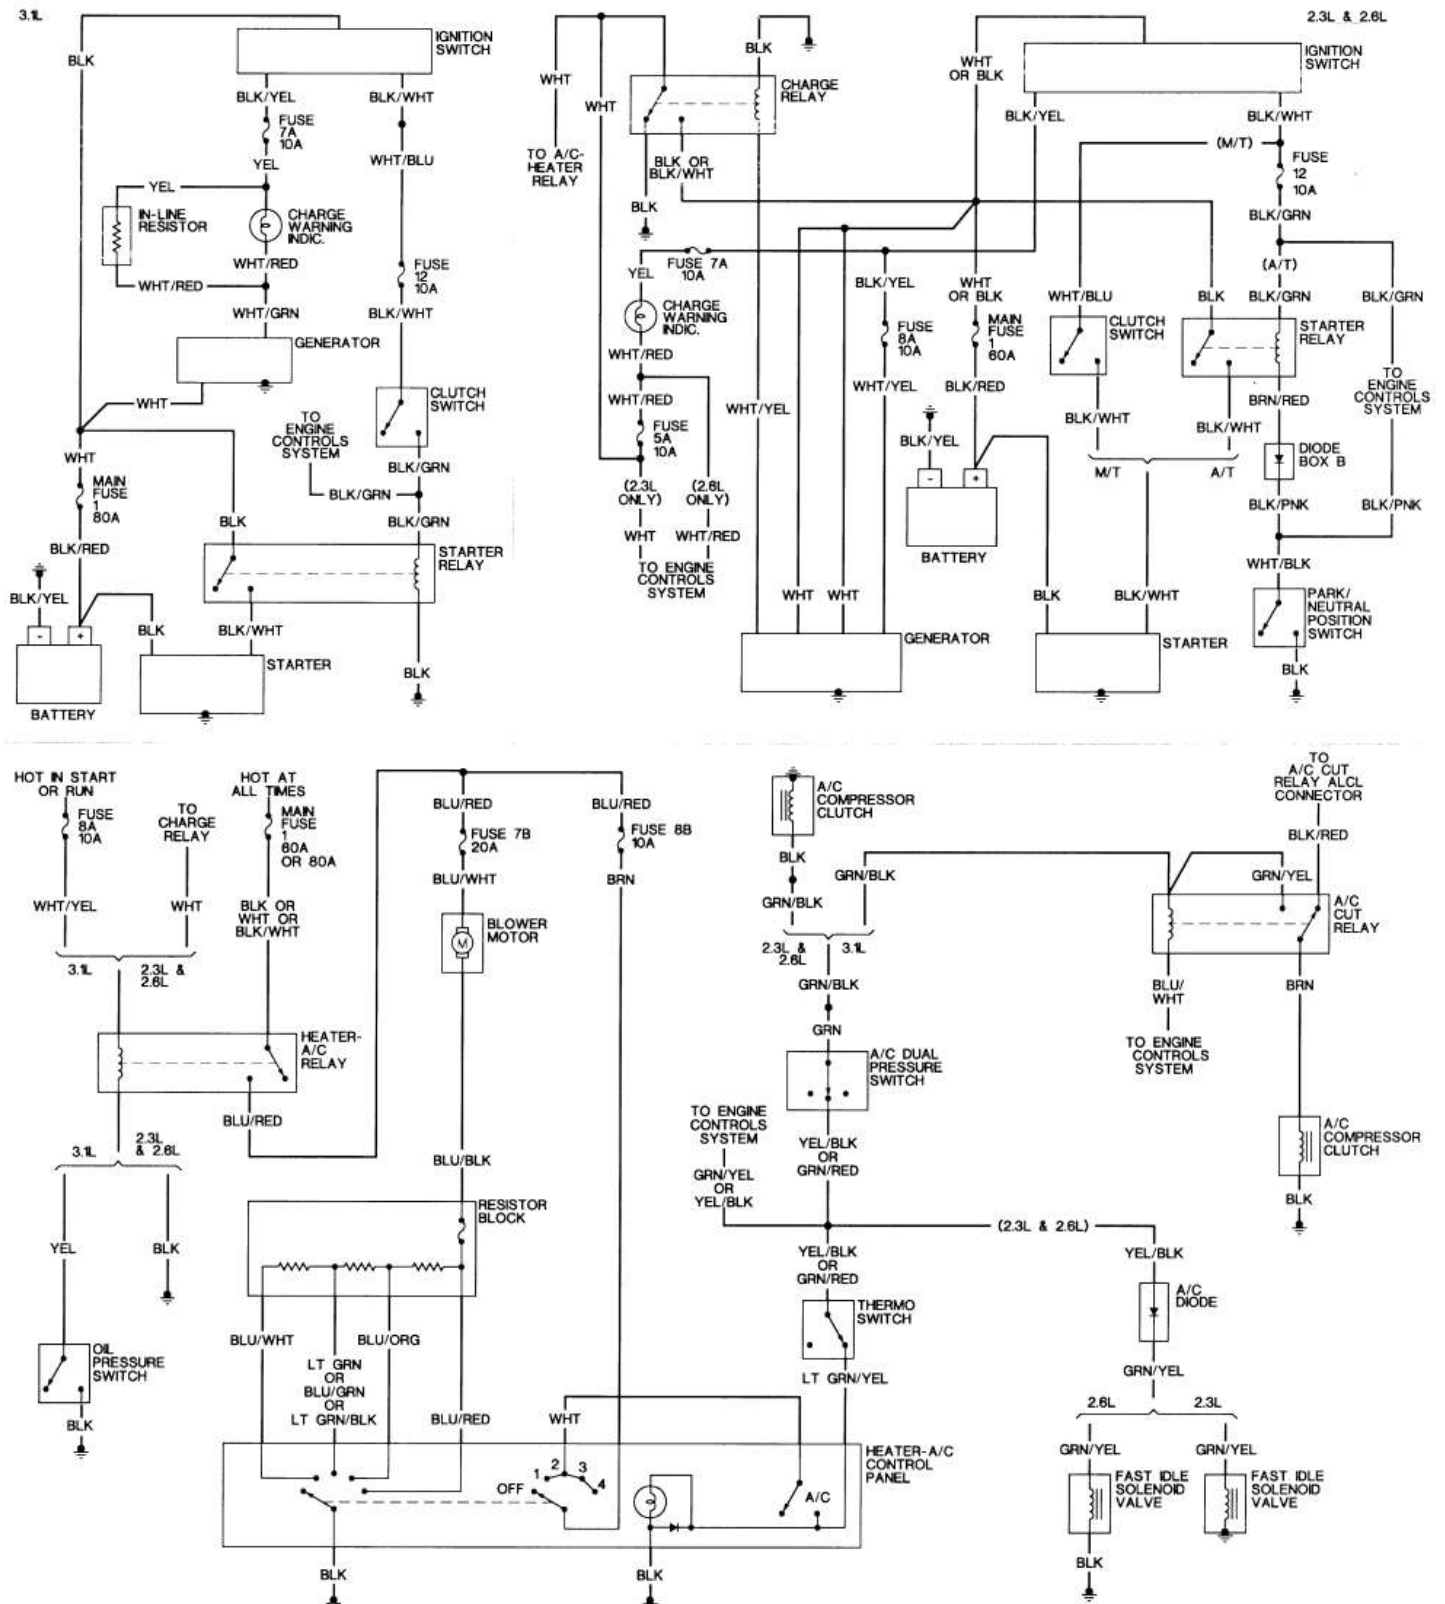 3.1L
IGNITION
SWITCH
BLK
BLK/YEL
BLK/WHT
FUSE
7A
10A
YEL
WHT/BLU
YEL
IN-LINE
RESISTOR
CHARGE
WARNING
INDIC.
WHT/RED
WHT/RED
FUSE
12
10A
WHT/GRN
BLK/WHT
GENERATOR
WHT
CLUTCH
SWITCH
TO
ENGINE
CONTROLS
SYSTEM
WHT
MAIN
FUSE
1
80A
BLK/GRN
BLK/GRN
BLK
BLK/GRN
BLK/RED
STARTER
RELAY
BLK/YEL
-
+
BLK
BLK/WHT
STARTER
BLK
BATTERY
2.3L & 2.6L
BLK
WHT
OR BLK
IGNITION
SWITCH
WHT
WHT
CHARGE
RELAY
BLK/YEL
BLK/WHT
TO A/C-
HEATER
RELAY
BLK OR
BLK/WHT
(M/T)
FUSE
12
10A
BLK
BLK/GRN
FUSE 7A
10A
YEL
BLK/YEL
WHT
OR BLK
(A/T)
WHT/BLU
BLK
BLK/GRN
BLK/GRN
CHARGE
WARNING
INDIC.
FUSE
8A
10A
MAIN
FUSE
1
60A
CLUTCH
SWITCH
STARTER
RELAY
WHT/RED
WHT/RED
WHT/YEL
BLK/RED
BRN/RED
TO
ENGINE
CONTROLS
SYSTEM
WHT/YEL
BLK/WHT
BLK/WHT
FUSE
5A
10A
BLK/YEL
DIODE
BOX B
(2.3L
ONLY)
(2.6L
ONLY)
-
+
M/T
A/T
BLK/PNK
BLK/PNK
WHT
WHT/RED
BATTERY
TO ENGINE
CONTROLS
SYSTEM
WHT/BLK
WHT
WHT
BLK
BLK/WHT
PARK/
NEUTRAL
POSITION
SWITCH
GENERATOR
STARTER
BLK
HOT IN START
OR RUN
HOT AT
ALL TIMES
FUSE
8A
10A
TO
CHARGE
RELAY
MAIN
FUSE
1
60A
OR 80A
BLU/RED
BLU/RED
FUSE 7B
20A
FUSE 8B
10A
BLU/WHT
BRN
WHT/YEL
WHT
BLK OR
WHT OR
BLK/WHT
BLOWER
MOTOR
M
3.1L
2.3L &
2.6L
HEATER-
A/C
RELAY
BLU/RED
3.1L
2.3L
& 2.6L
BLU/BLK
RESISTOR
BLOCK
YEL
BLK
OIL
PRESSURE
SWITCH
BLU/WHT
BLU/ORG
LT GRN
OR
BLU/GRN
OR
LT GRN/BLK
BLU/RED
WHT
BLK
OFF
1
2
3
4
A/C
HEATER-A/C
CONTROL
PANEL
BLK
BLK
A/C
COMPRESSOR
CLUTCH
TO
A/C CUT
RELAY ALCL
CONNECTOR
BLK/RED
BLK
GRN/BLK
GRN/YEL
GRN/BLK
A/C
CUT
RELAY
2.3L &
2.6L
3.1L
GRN/BLK
BLU/
WHT
BRN
GRN
TO ENGINE
CONTROLS
SYSTEM
A/C DUAL
PRESSURE
SWITCH
TO ENGINE
CONTROLS
SYSTEM
YEL/BLK
OR
GRN/RED
A/C
COMPRESSOR
CLUTCH
GRN/YEL
OR
YEL/BLK
BLK
(2.3L & 2.6L)
YEL/BLK
OR
GRN/RED
YEL/BLK
THERMO
SWITCH
A/C
DIODE
LT GRN/YEL
GRN/YEL
2.6L
2.3L
GRN/YEL
GRN/YEL
FAST IDLE
SOLENOID
VALVE
FAST IDLE
SOLENOID
VALVE
BLK